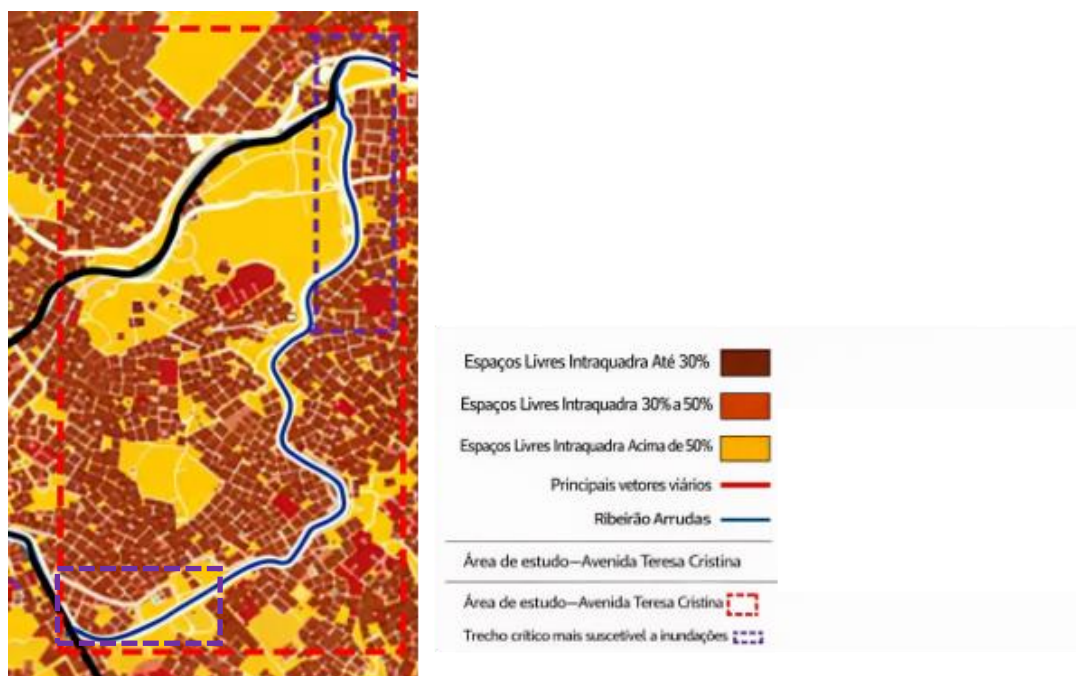 Espaços Livres Intraquadra Até 30%
Espaços Livres Intraquadra 30% a 50%
Espaços Livres Intraquadra Acima de 50%
Principais vetores viários
Ribeirão Arrudas
Área de estudo—Avenida Teresa Cristina
Área de estudo—Avenida Teresa Cristina
Trecho crítico mais suscetível a inundações